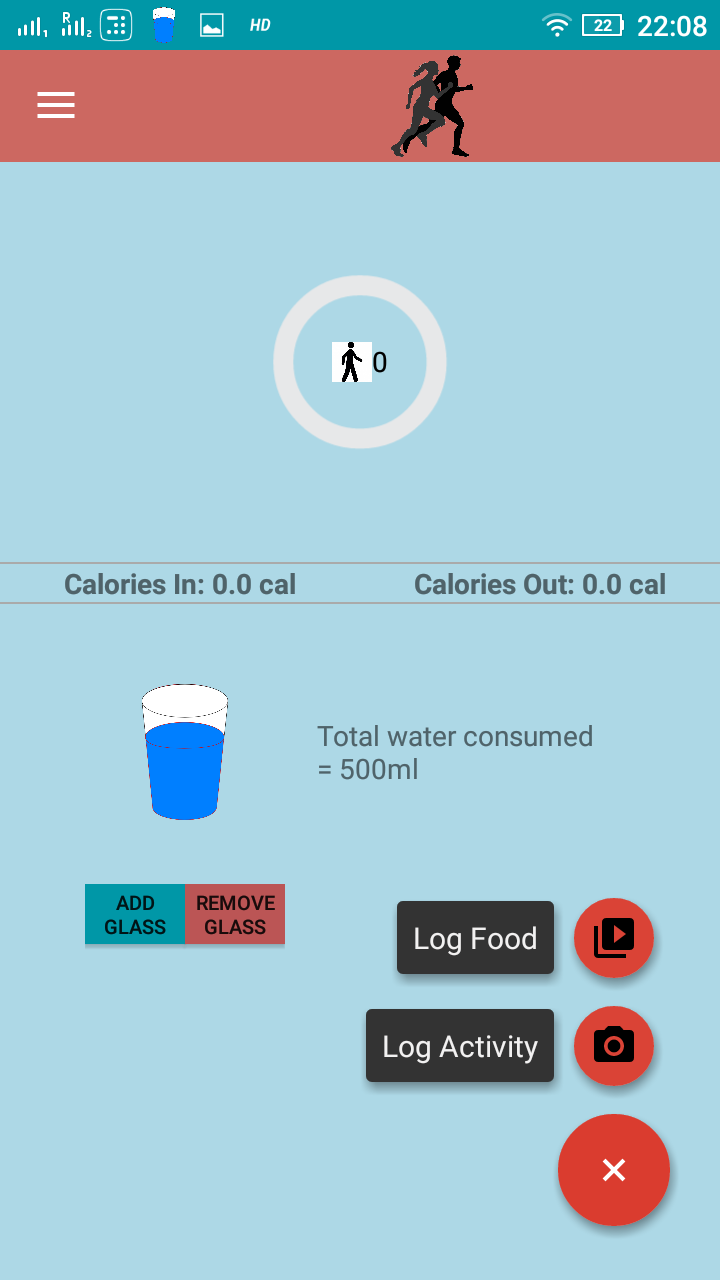 1 R 2 HD 22 22:08
0
Calories In: 0.0 cal Calories Out: 0.0 cal
Total water consumed
= 500ml
ADD
GLASS
REMOVE
GLASS
Log Food
Log Activity